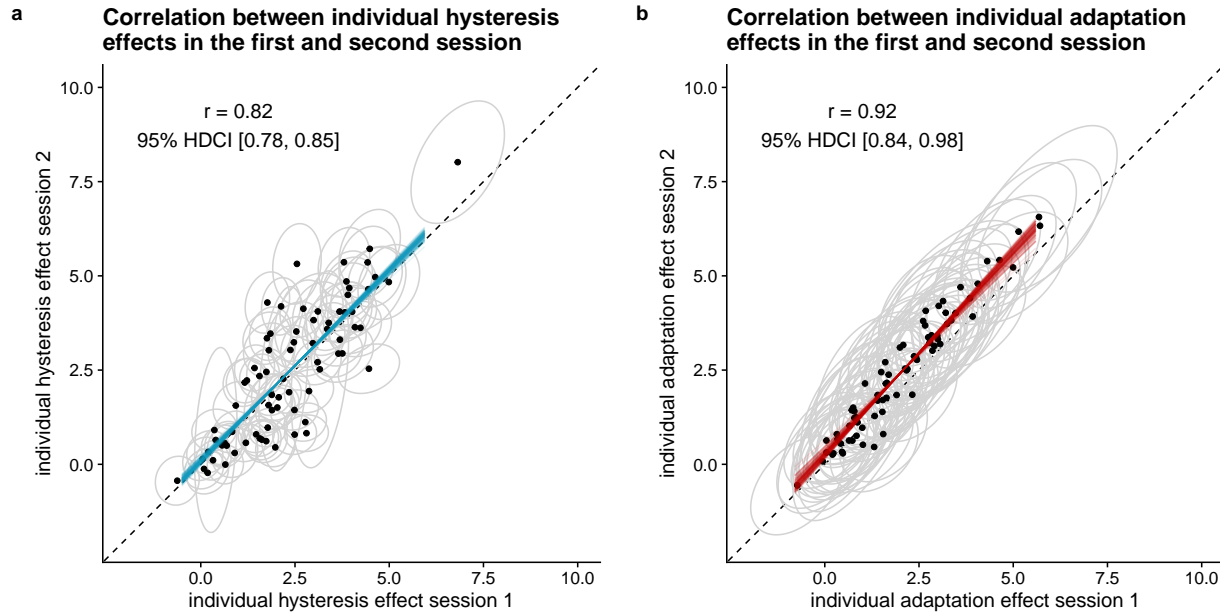 a
Correlation between individual hysteresis
effects in the first and second session
r = 0.82
95% HDCI [0.78, 0.85]
individual hysteresis effect session 2
10.0
7.5
5.0
2.5
0.0
0.0 2.5 5.0 7.5 10.0
individual hysteresis effect session 1
b
Correlation between individual adaptation
effects in the first and second session
r = 0.92
95% HDCI [0.84, 0.98]
individual adaptation effect session 2
10.0
7.5
5.0
2.5
0.0
0.0 2.5 5.0 7.5 10.0
individual adaptation effect session 1